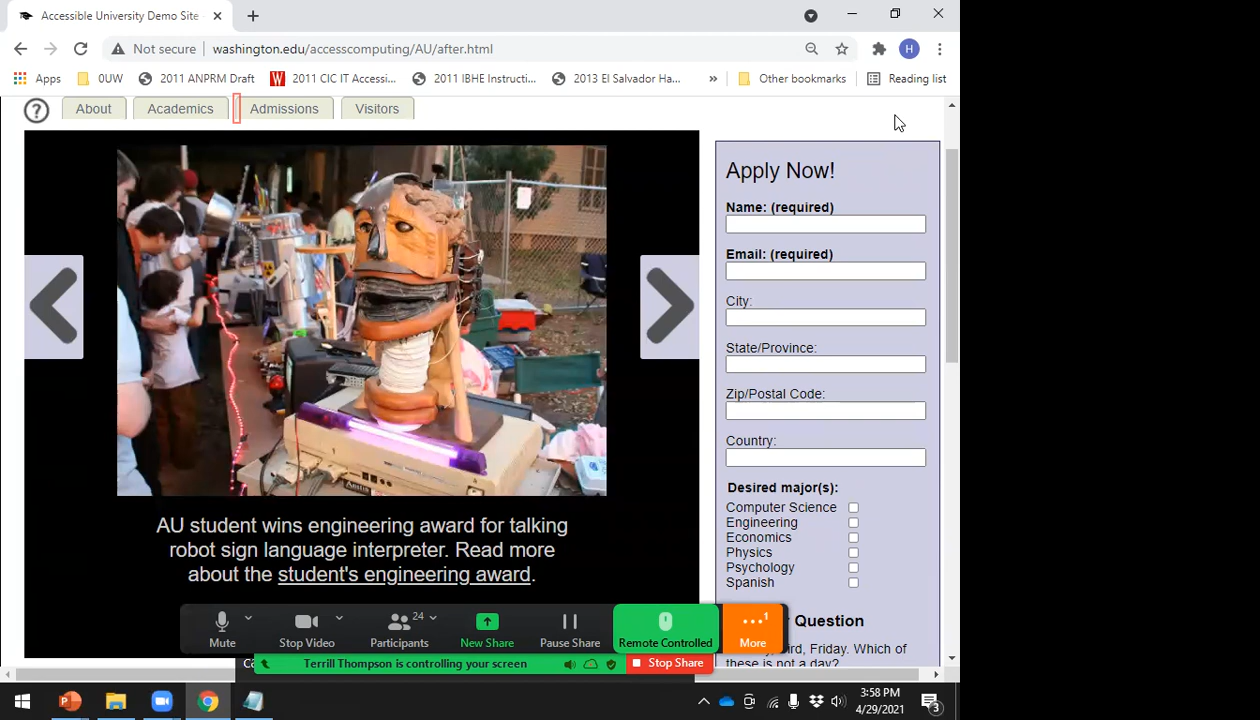 Accessible University Demo Site -
Not secure washington.edu/accesscomputing/AU/after.html
H
Apps 0UW 2011 ANPRM Draft 2011 CIC IT Accessi... 2011 IBHE Instructi... 2013 El Salvador Ha... » Other bookmarks Reading list
? About Academics Admissions Visitors
Apply Now!
Name: (required)
Email: (required)
City:
State/Province:
Zip/Postal Code:
Country:
Desired major(s):
Computer Science
Engineering
Economics
Physics
Psychology
Spanish
AU student wins engineering award for talking
robot sign language interpreter. Read more
about the student's engineering award.
Question
rd, Friday. Which of
these is not a day?
24 1
Mute Stop Video Participants New Share Pause Share Remote Controlled More
Terrill Thompson is controlling your screen Stop Share
3:58 PM
4/29/2021
3